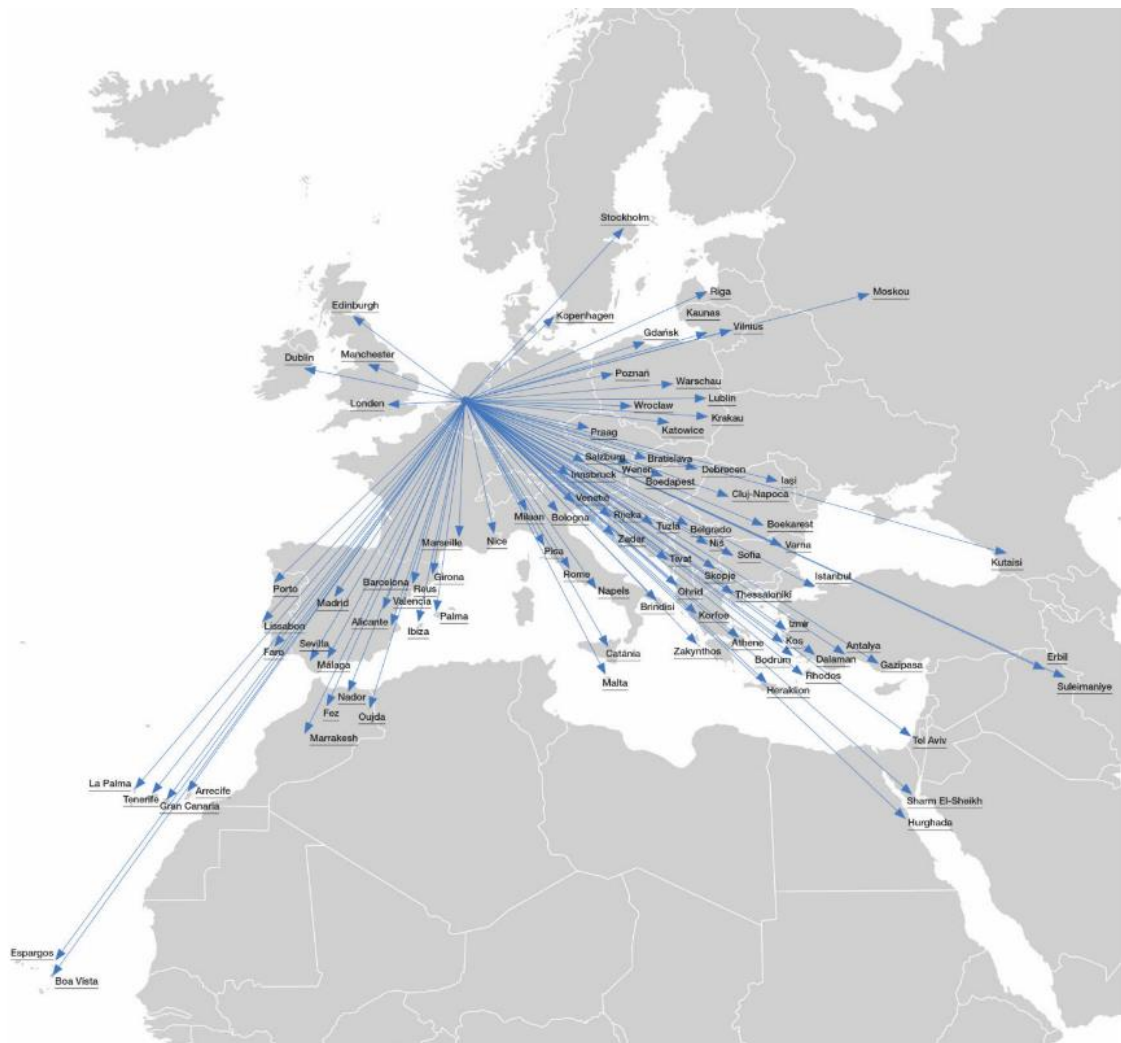 Stockholm
Riga
Moskou
Edinburgh
Kopenhagen
Kaunas
Vilnius
Gdańsk
Dublin
Manchester
Poznań
Warschau
Londen
Wroclaw
Lublin
Krakau
Katowice
Praag
Salzburg
Bratislava
Wenen
Debrecen
Innsbruck
Boedapest
Iași
Cluj-Napoca
Venetië
Milaan
Bologna
Rijeka
Tuzla
Belgrado
Boekarest
Marseille
Nice
Pisa
Zadar
Niš
Sofia
Varna
Kutaisi
Tivat
Rome
Skopje
Istanbul
Porto
Barcelona
Girona
Reus
Napels
Ohrid
Thessaloniki
Madrid
Valencia
Palma
Brindisi
Korfoe
Lissabon
Alicante
Ibiza
Izmir
Faro
Sevilla
Málaga
Catánia
Zakynthos
Athene
Kos
Antalya
Bodrum
Dalaman
Gazipasa
Erbil
Suleimaniye
Malta
Rhodos
Heraklion
Nador
Fez
Oujda
Marrakesh
Tel Aviv
La Palma
Tenerife
Gran Canaria
Arrecife
Sharm El-Sheikh
Hurghada
Espargos
Boa Vista